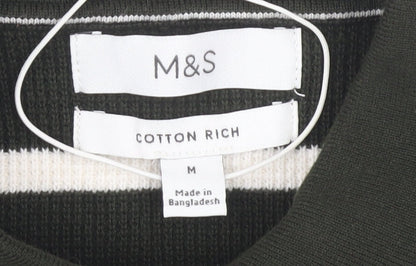 M&S
COTTON RICH
M
Made in
Bangladesh